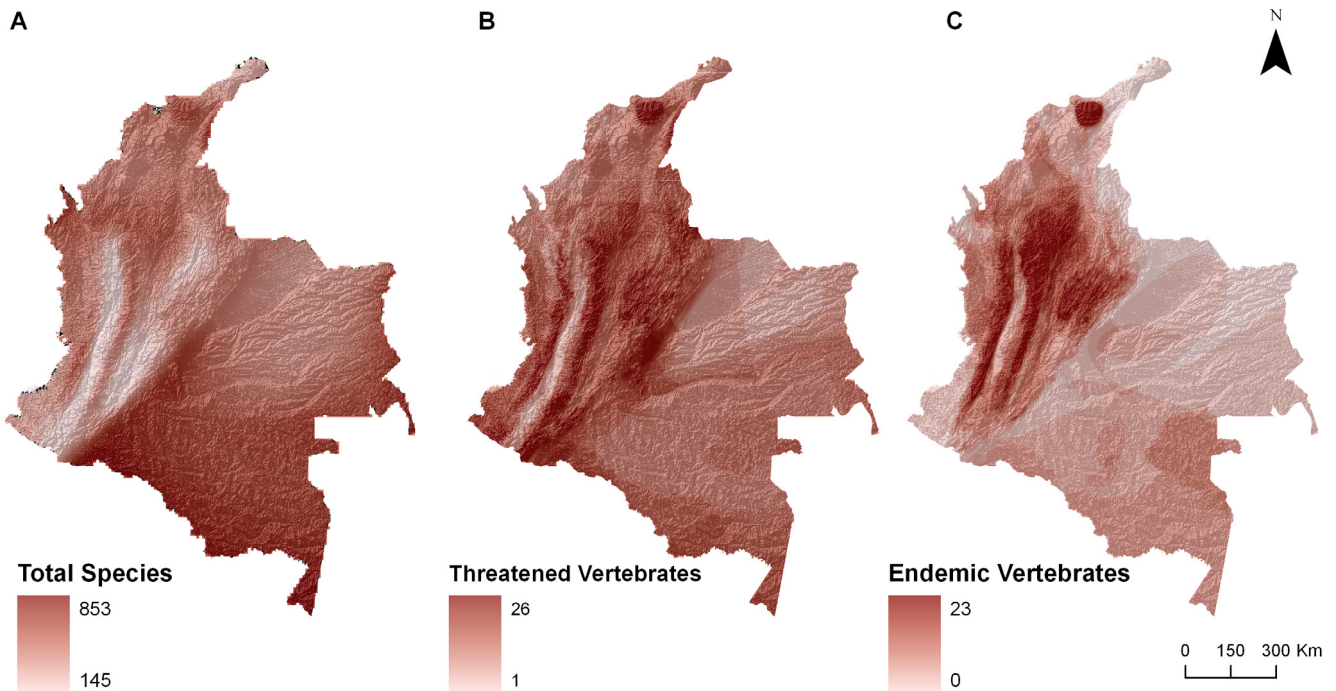 A
B
C
N
Total Species
853
145
Threatened Vertebrates
26
1
Endemic Vertebrates
23
0
0 150 300 Km